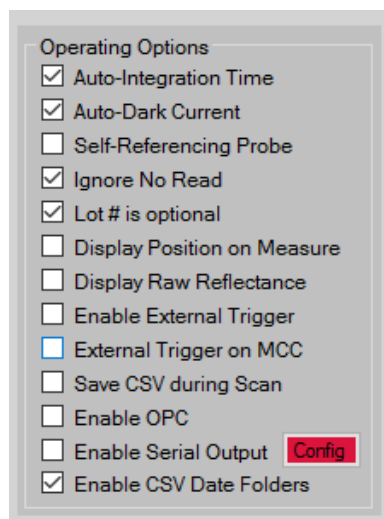 Operating Options
Auto-Integration Time
Auto-Dark Current
Self-Referencing Probe
Ignore No Read
Lot # is optional
Display Position on Measure
Display Raw Reflectance
Enable External Trigger
External Trigger on MCC
Save CSV during Scan
Enable OPC
Enable Serial Output Config
Enable CSV Date Folders